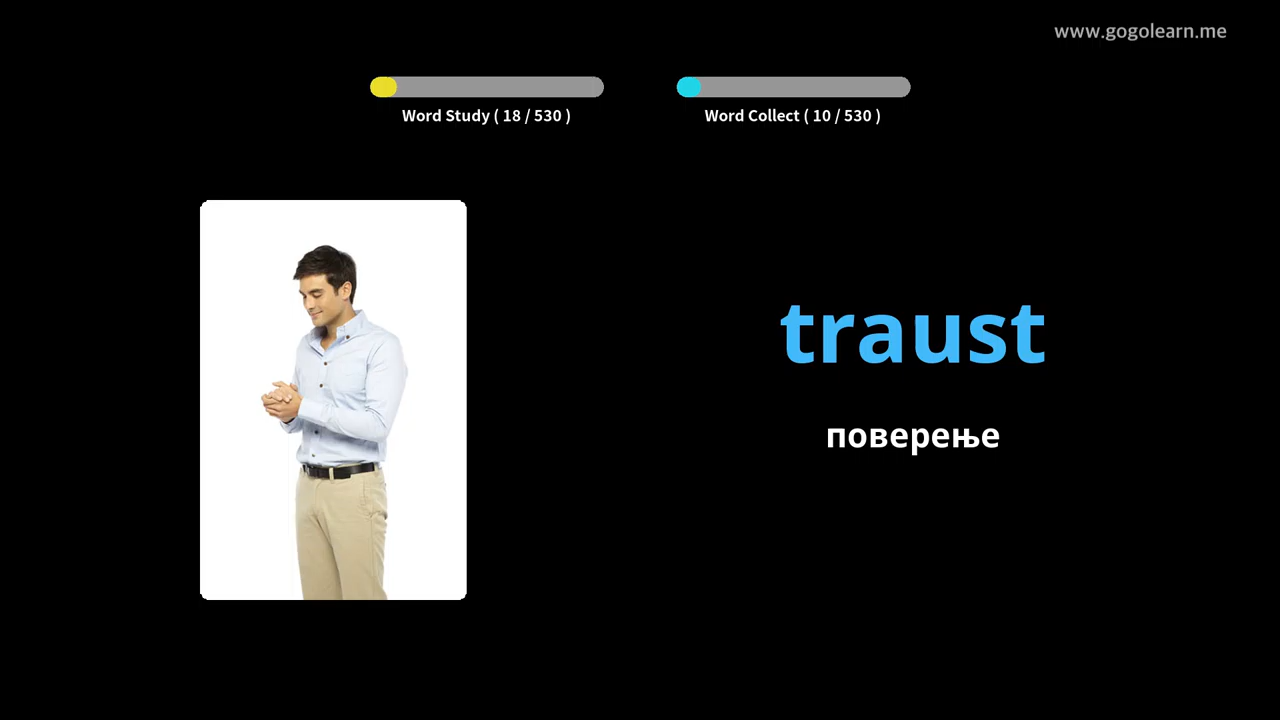 www.gogolearn.me
Word Study ( 18 / 530 )
Word Collect ( 10 / 530 )
traust
поверење